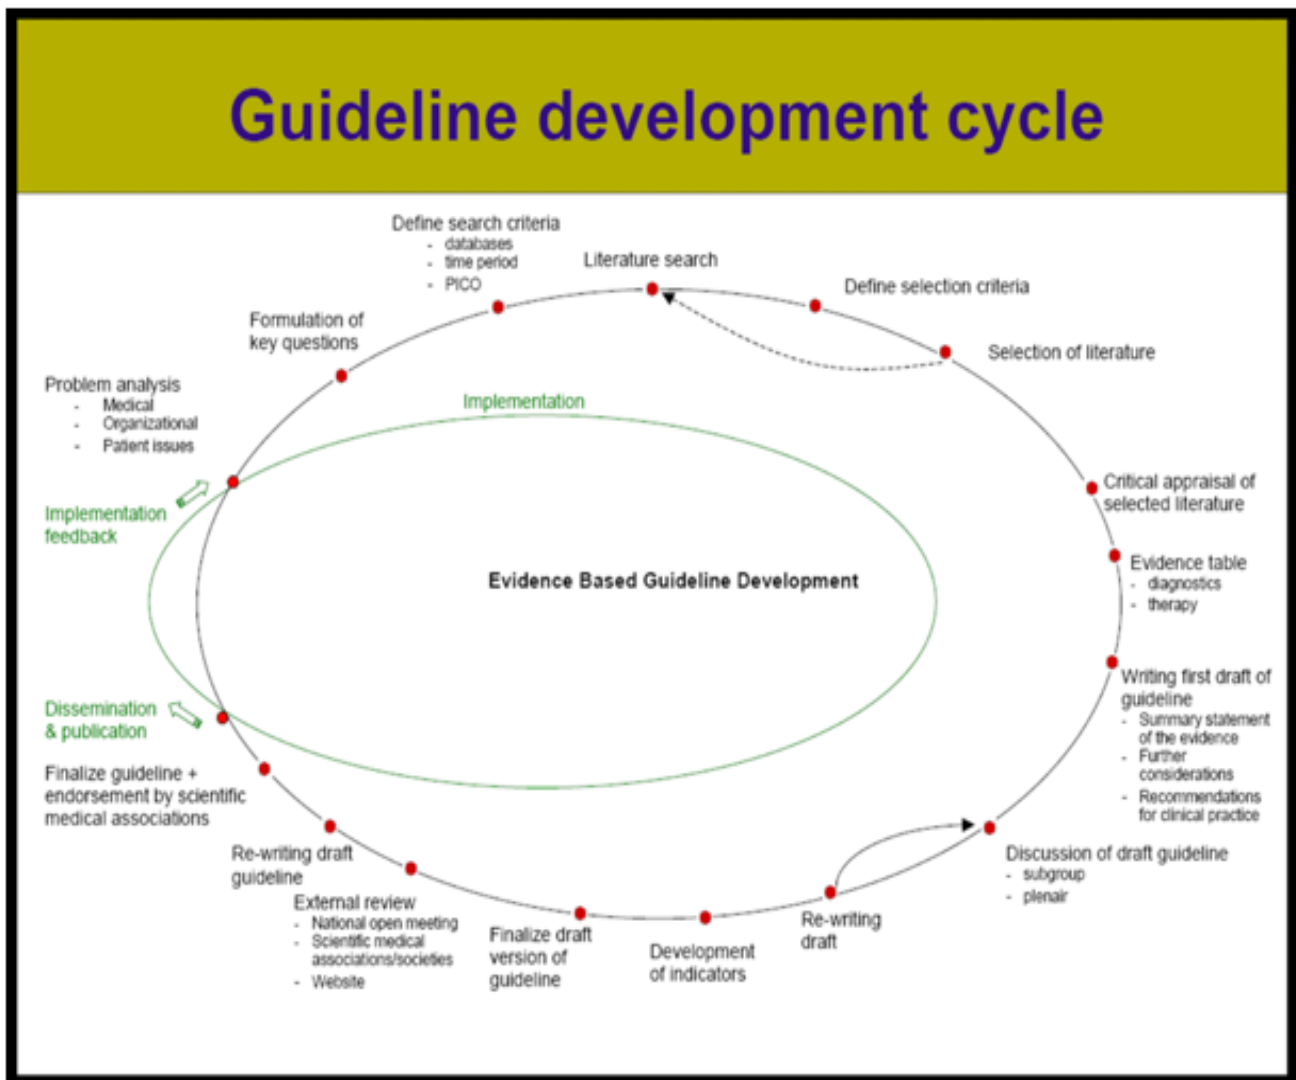 Guideline development cycle
Define search criteria
- databases
- time period
- PICO
Literature search
Define selection criteria
Selection of literature
Formulation of
key questions
Problem analysis
- Medical
- Organizational
- Patient issues
Implementation
Implementation
feedback
Critical appraisal of
selected literature
Evidence table
- diagnostics
- therapy
Evidence Based Guideline Development
Writing first draft of
guideline
- Summary statement
of the evidence
- Further
considerations
- Recommendations
for clinical practice
Dissemination
& publication
Finalize guideline +
endorsement by scientific
medical associations
Re-writing draft
guideline
External review
- National open meeting
- Scientific medical
associations/societies
- Website
Finalize draft
version of
guideline
Development
of indicators
Re-writing
draft
Discussion of draft guideline
- subgroup
- plenair